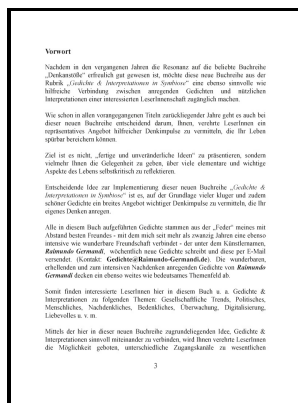 Vorwort
Nachdem in den vergangenen Jahren die Resonanz auf die beliebte Buchreihe
„Denkanstöße“ erfreulich gut gewesen ist, möchte diese neue Buchreihe aus der
Rubrik „Gedichte & Interpretationen in Symbiose“ eine ebenso sinnvolle wie
hilfreiche Verbindung zwischen anregenden Gedichten und nützlichen
Interpretationen einer interessierten LeserInnenschaft zugänglich machen.
Wie schon in allen vorangegangenen Titeln zurückliegender Jahre geht es auch bei
dieser neuen Buchreihe entscheidend darum, Ihnen, verehrte LeserInnen ein
repräsentatives Angebot hilfreicher Denkimpulse zu vermitteln, die Ihr Leben
spürbar bereichern können.
Ziel ist es nicht, „fertige und unveränderliche Ideen“ zu präsentieren, sondern
vielmehr Ihnen die Gelegenheit zu geben, über viele elementare und wichtige
Aspekte des Lebens selbstkritisch zu reflektieren.
Entscheidende Idee zur Implementierung dieser neuen Buchreihe „Gedichte &
Interpretationen in Symbiose“ ist es, auf der Grundlage vieler kluger und zudem
schöner Gedichte ein breites Angebot wichtiger Denkimpulse zu vermitteln, die Ihr
eigenes Denken anregen.
Alle in diesem Buch aufgeführten Gedichte stammen aus der „Feder“ meines mit
Abstand besten Freundes - mit dem mich seit mehr als zwanzig Jahren eine ebenso
intensive wie wunderbare Freundschaft verbindet - der unter dem Künstlernamen,
Raimundo Germandi, wöchentlich neue Gedichte schreibt und diese per E-Mail
versendet. (Kontakt: Gedichte@Raimundo-Germandi.de). Die wunderbaren,
erhellenden und zum intensiven Nachdenken anregenden Gedichte von Raimundo
Germandi decken ein ebenso weites wie bedeutsames Themenfeld ab.
Somit finden interessierte LeserInnen in diesem Buch u. a. Gedichte &
Interpretationen zu folgenden Themen: Gesellschaftliche Trends, Politisches,
Menschliches, Nachdenkliches, Bedenkliches, Überwachung, Digitalisierung,
Liebevolles u. v. m.
Mittels der hier in dieser neuen Buchreihe zugrundeliegenden Idee, Gedichte &
Interpretationen sinnvoll miteinander zu verbinden, wird Ihnen verehrte LeserInnen
die Möglichkeit geboten, unterschiedliche Zugangskanäle zu wesentlichen
3